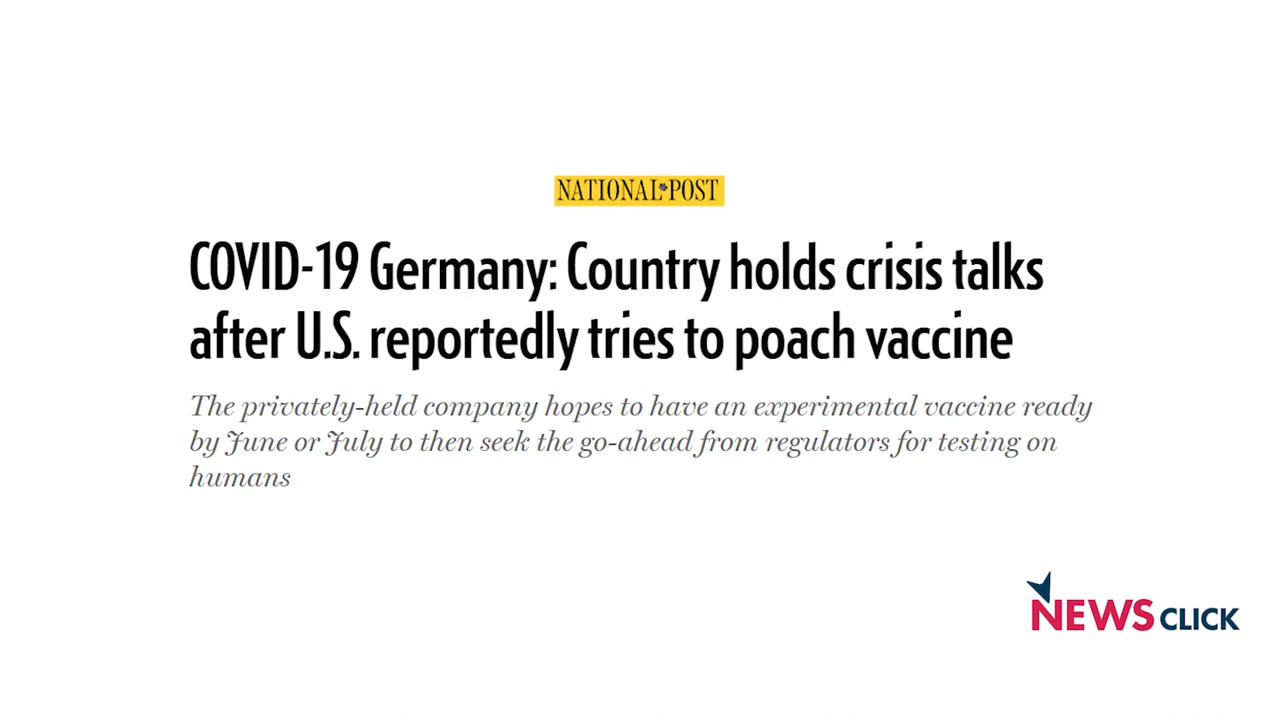 NATIONAL POST
COVID-19 Germany: Country holds crisis talks
after U.S. reportedly tries to poach vaccine
The privately-held company hopes to have an experimental vaccine ready
by June or July to then seek the go-ahead from regulators for testing on
humans
NEWSCLICK